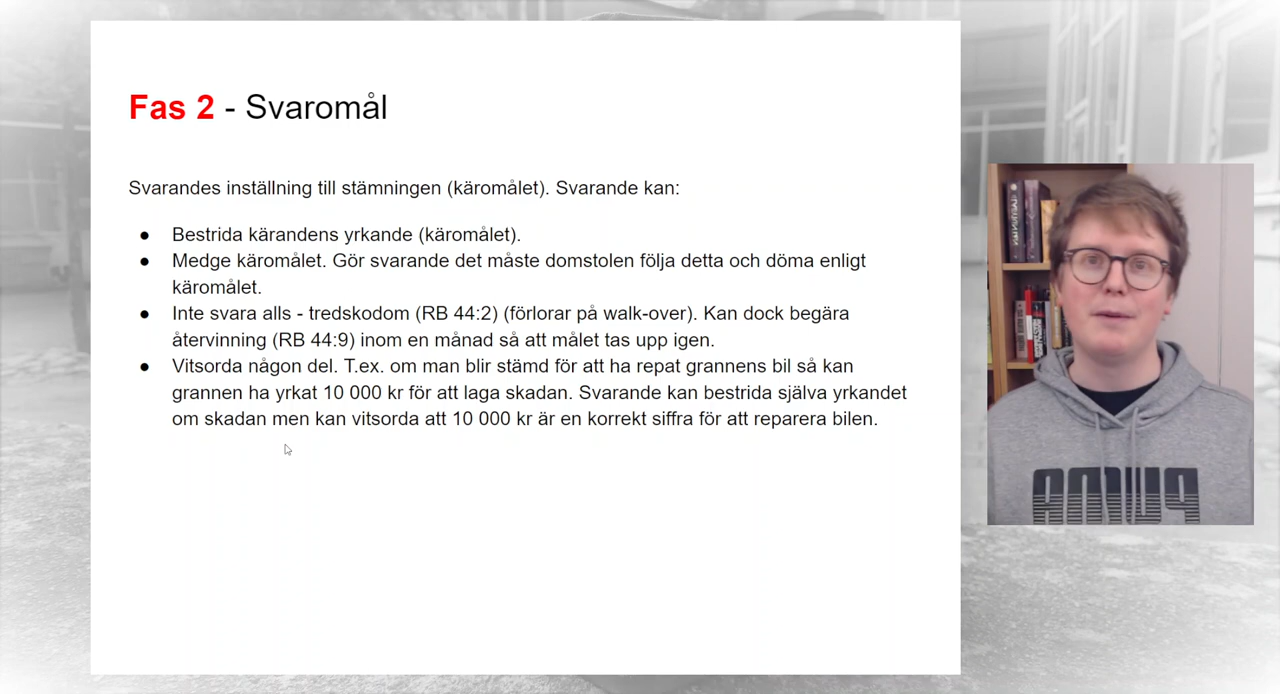 Fas 2 - Svaromål
Svarandes inställning till stämningen (käromålet). Svarande kan:
● Bestrida kärandens yrkande (käromålet).
● Medge käromålet. Gör svarande det måste domstolen följa detta och döma enligt
käromålet.
● Inte svara alls - tredskodom (RB 44:2) (förlorar på walk-over). Kan dock begära
återvinning (RB 44:9) inom en månad så att målet tas upp igen.
● Vitsorda någon del. T.ex. om man blir stämd för att ha repat grannens bil så kan
grannen ha yrkat 10 000 kr för att laga skadan. Svarande kan bestrida själva yrkandet
om skadan men kan vitsorda att 10 000 kr är en korrekt siffra för att reparera bilen.